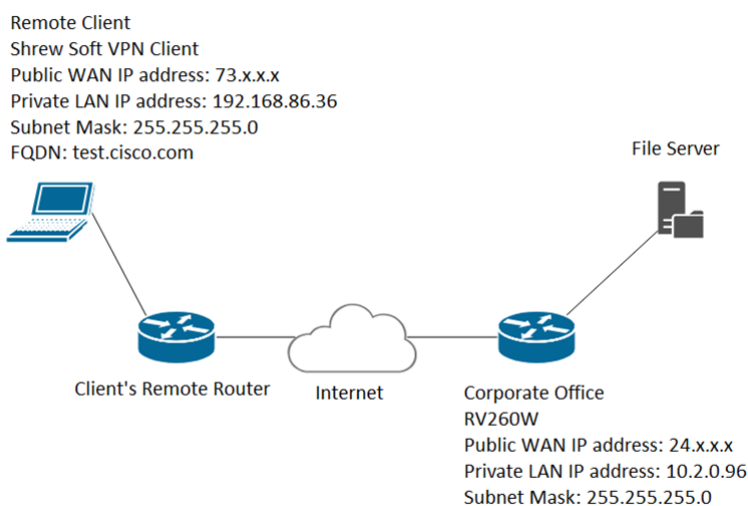 Remote Client
Shrew Soft VPN Client
Public WAN IP address: 73.x.x.x
Private LAN IP address: 192.168.86.36
Subnet Mask: 255.255.255.0
FQDN: test.cisco.com
File Server
Client's Remote Router
Internet
Corporate Office
RV260W
Public WAN IP address: 24.x.x.x
Private LAN IP address: 10.2.0.96
Subnet Mask: 255.255.255.0